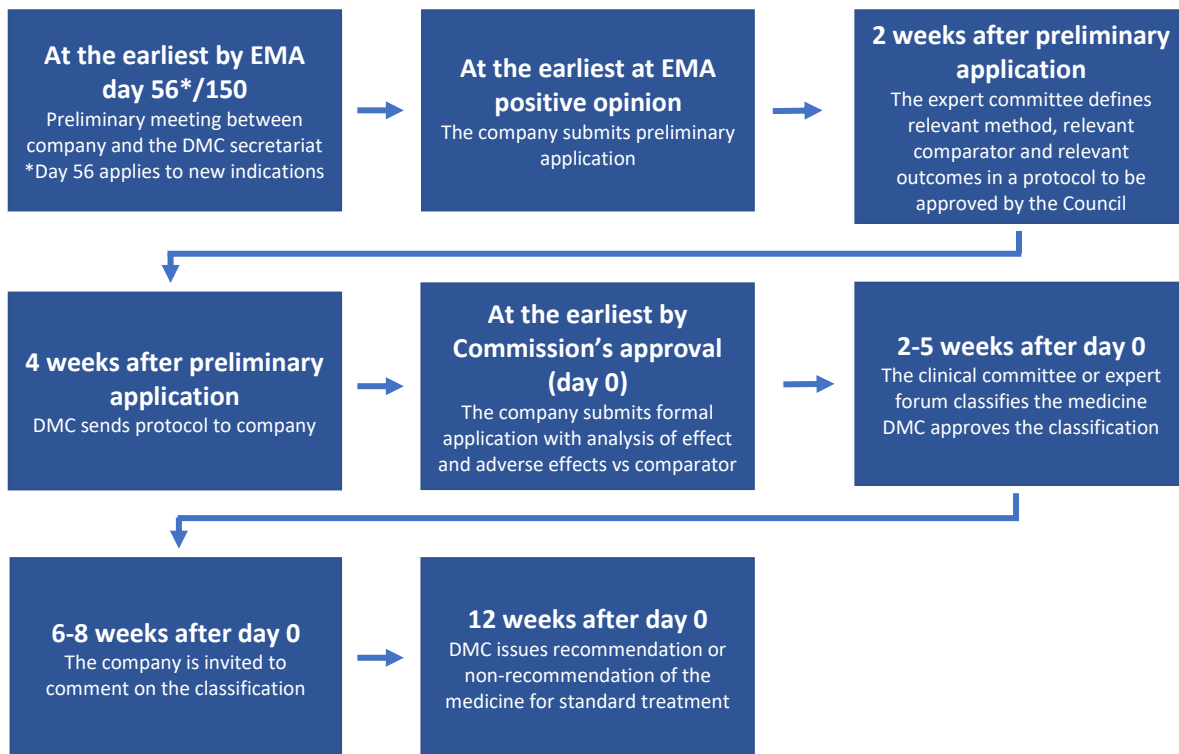 At the earliest by EMA
day 56*/150
Preliminary meeting between
company and the DMC secretariat
*Day 56 applies to new indications
At the earliest at EMA
positive opinion
The company submits preliminary
application
2 weeks after preliminary
application
The expert committee defines
relevant method, relevant
comparator and relevant
outcomes in a protocol to be
approved by the Council
4 weeks after preliminary
application
DMC sends protocol to company
At the earliest by
Commission’s approval
(day 0)
The company submits formal
application with analysis of effect
and adverse effects vs comparator
2-5 weeks after day 0
The clinical committee or expert
forum classifies the medicine
DMC approves the classification
6-8 weeks after day 0
The company is invited to
comment on the classification
12 weeks after day 0
DMC issues recommendation or
non-recommendation of the
medicine for standard treatment